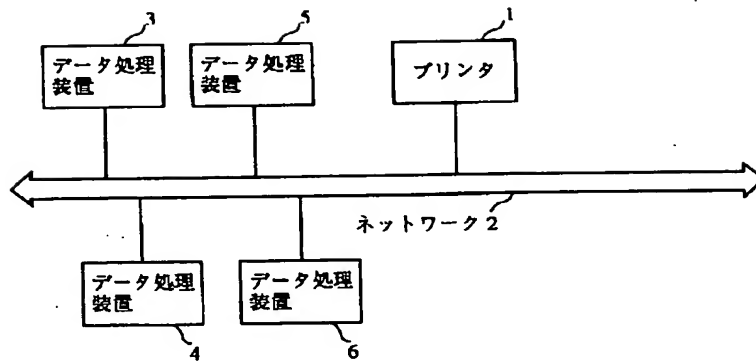 3
5
1
データ処理
装置
データ処理
装置
プリンタ
ネットワーク2
データ処理
装置
データ処理
装置
4
6